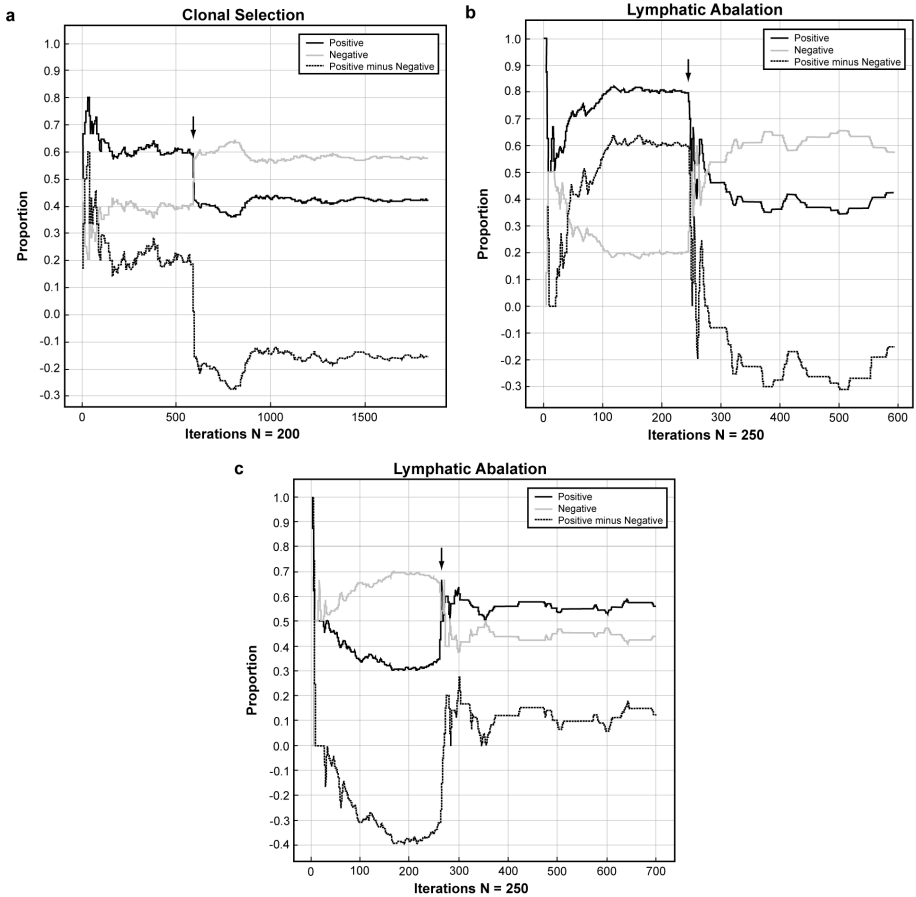 a
Clonal Selection
Positive
Negative
Positive minus Negative
1.0
0.9
0.8
0.7
0.6
0.5
0.4
0.3
0.2
0.1
0.0
-0.1
-0.2
-0.3
Proportion
0 500 1000 1500
Iterations N = 200
b
Lymphatic Abalation
Positive
Negative
Positive minus Negative
1.0
0.9
0.8
0.7
0.6
0.5
0.4
0.3
0.2
0.1
0.0
-0.1
-0.2
-0.3
Proportion
0 100 200 300 400 500 600
Iterations N = 250
c
Lymphatic Abalation
Positive
Negative
Positive minus Negative
1.0
0.9
0.8
0.7
0.6
0.5
0.4
0.3
0.2
0.1
0.0
-0.1
-0.2
-0.3
-0.4
Proportion
0 100 200 300 400 500 600 700
Iterations N = 250